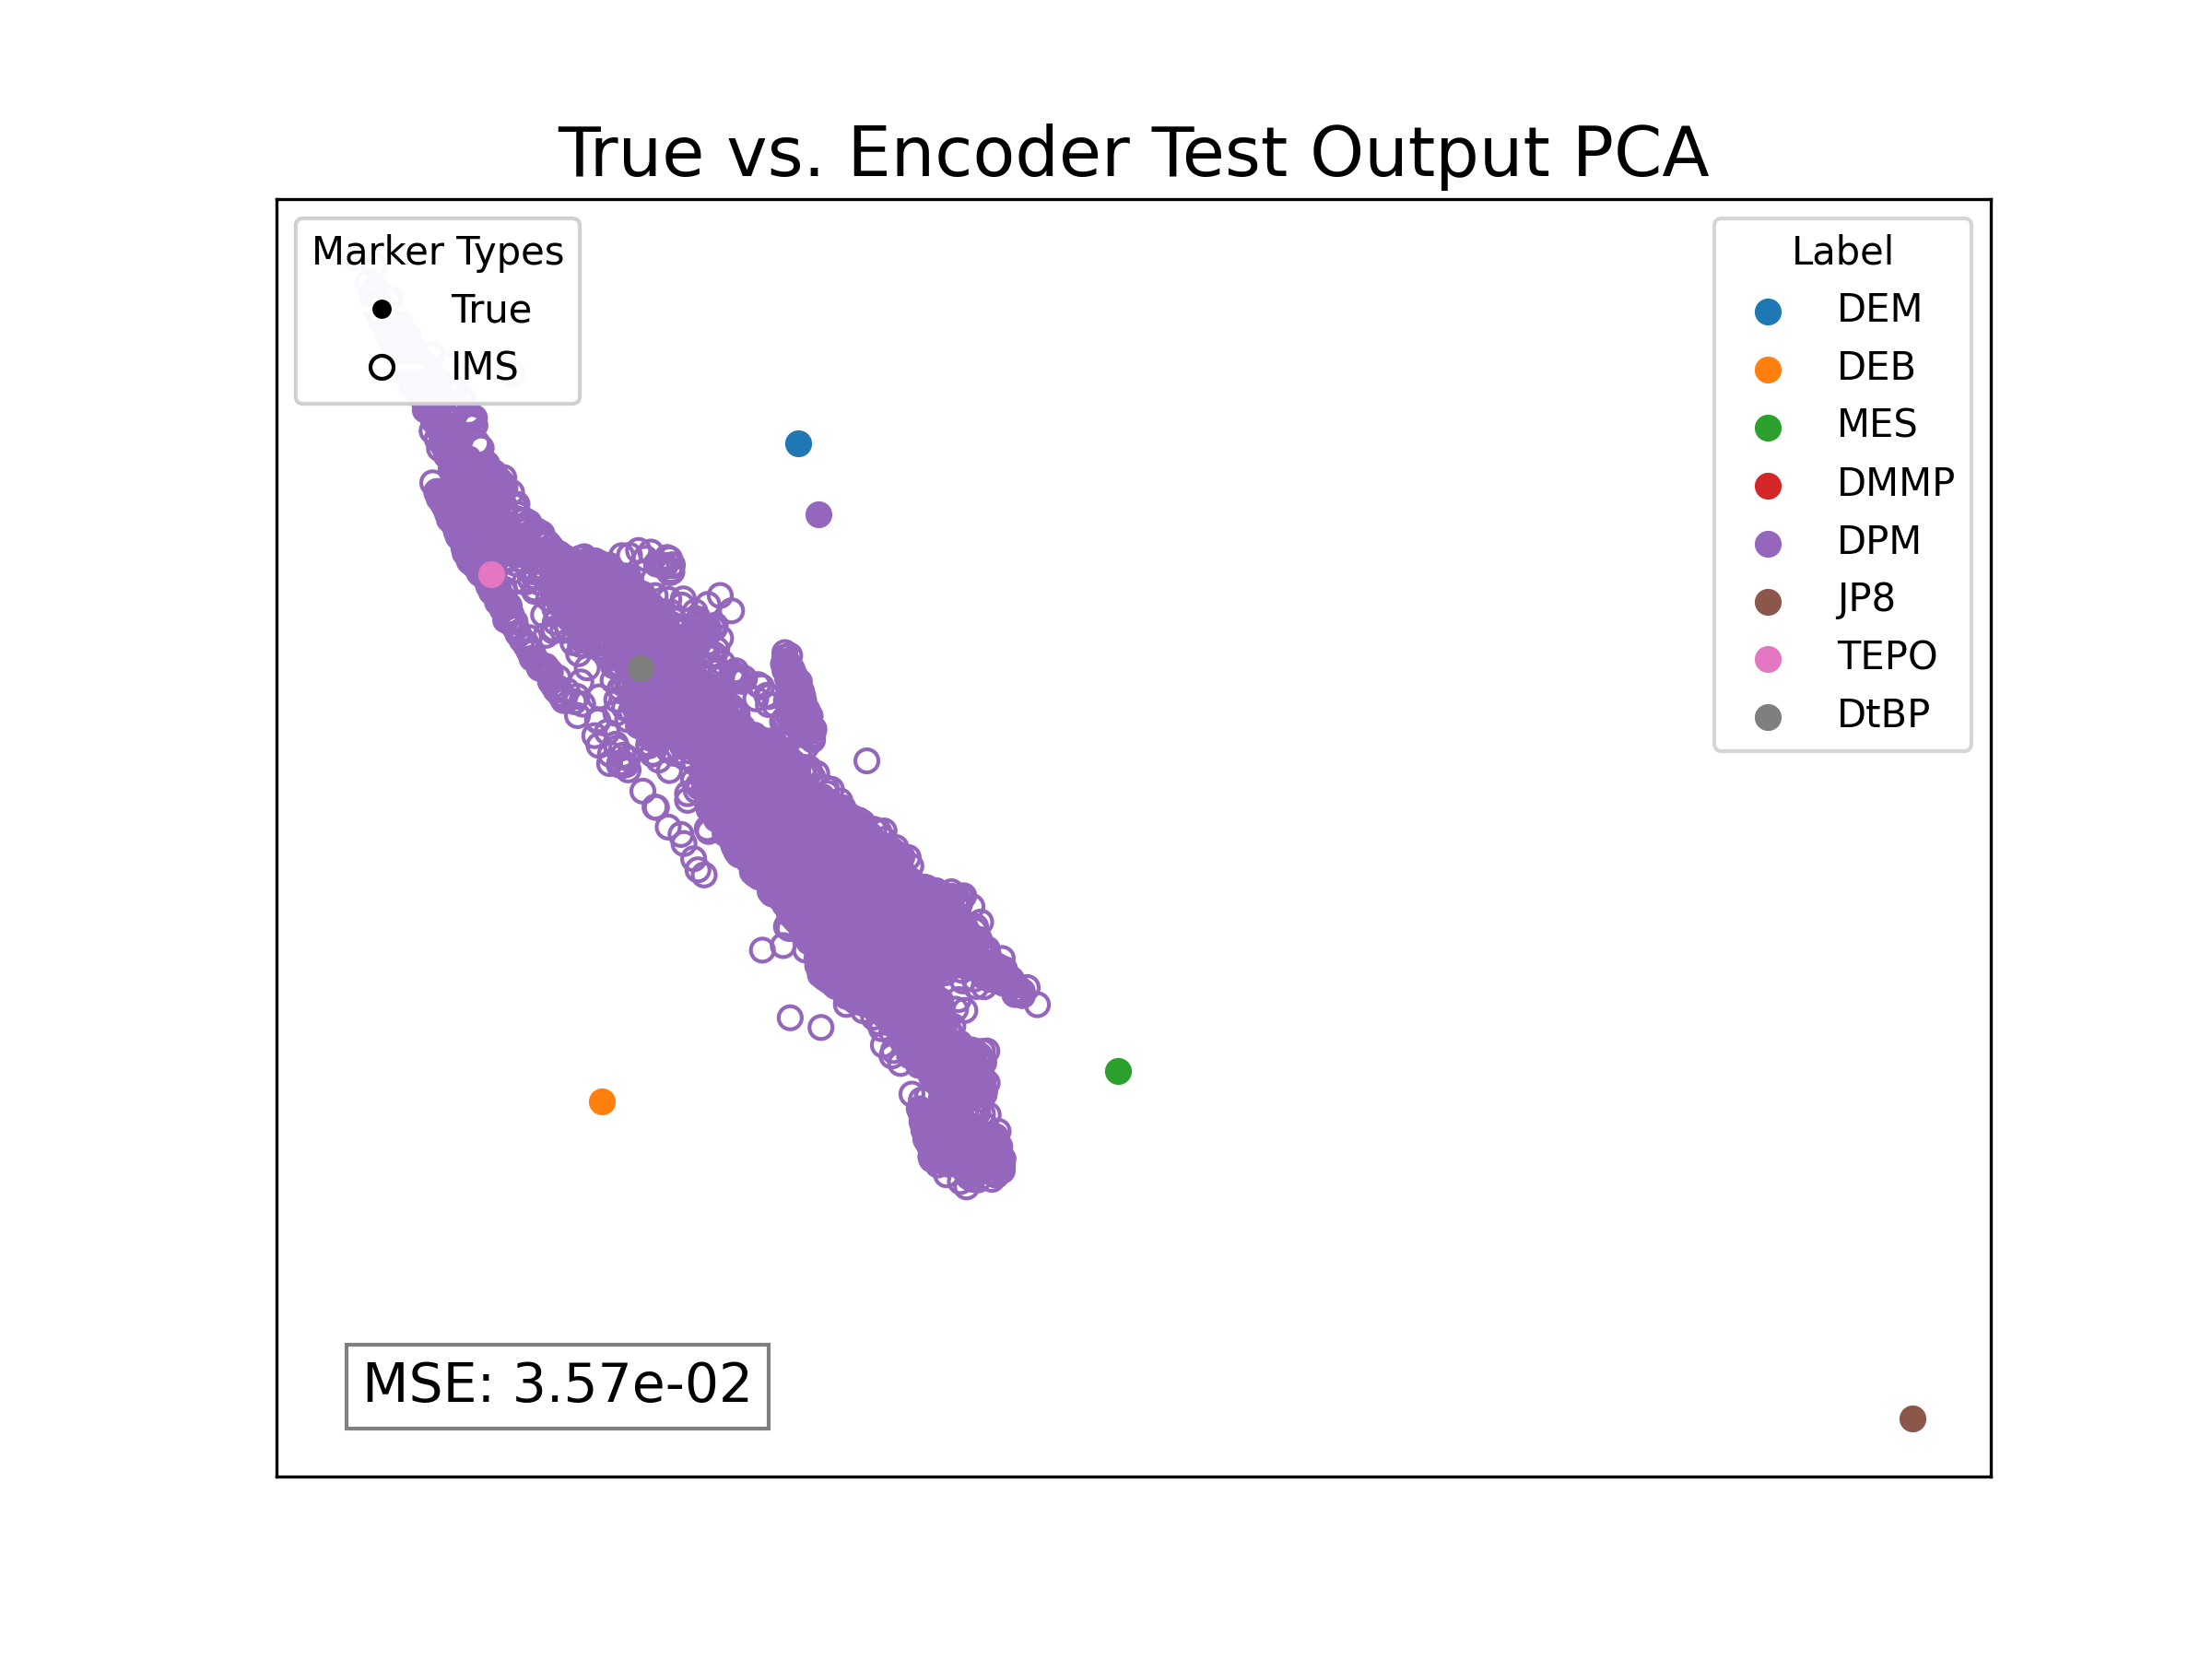 True vs. Encoder Test Output PCA
Marker Types
True
IMS
Label
DEM
DEB
MES
DMMP
DPM
JP8
TEPO
DtBP
MSE: 3.57e-02